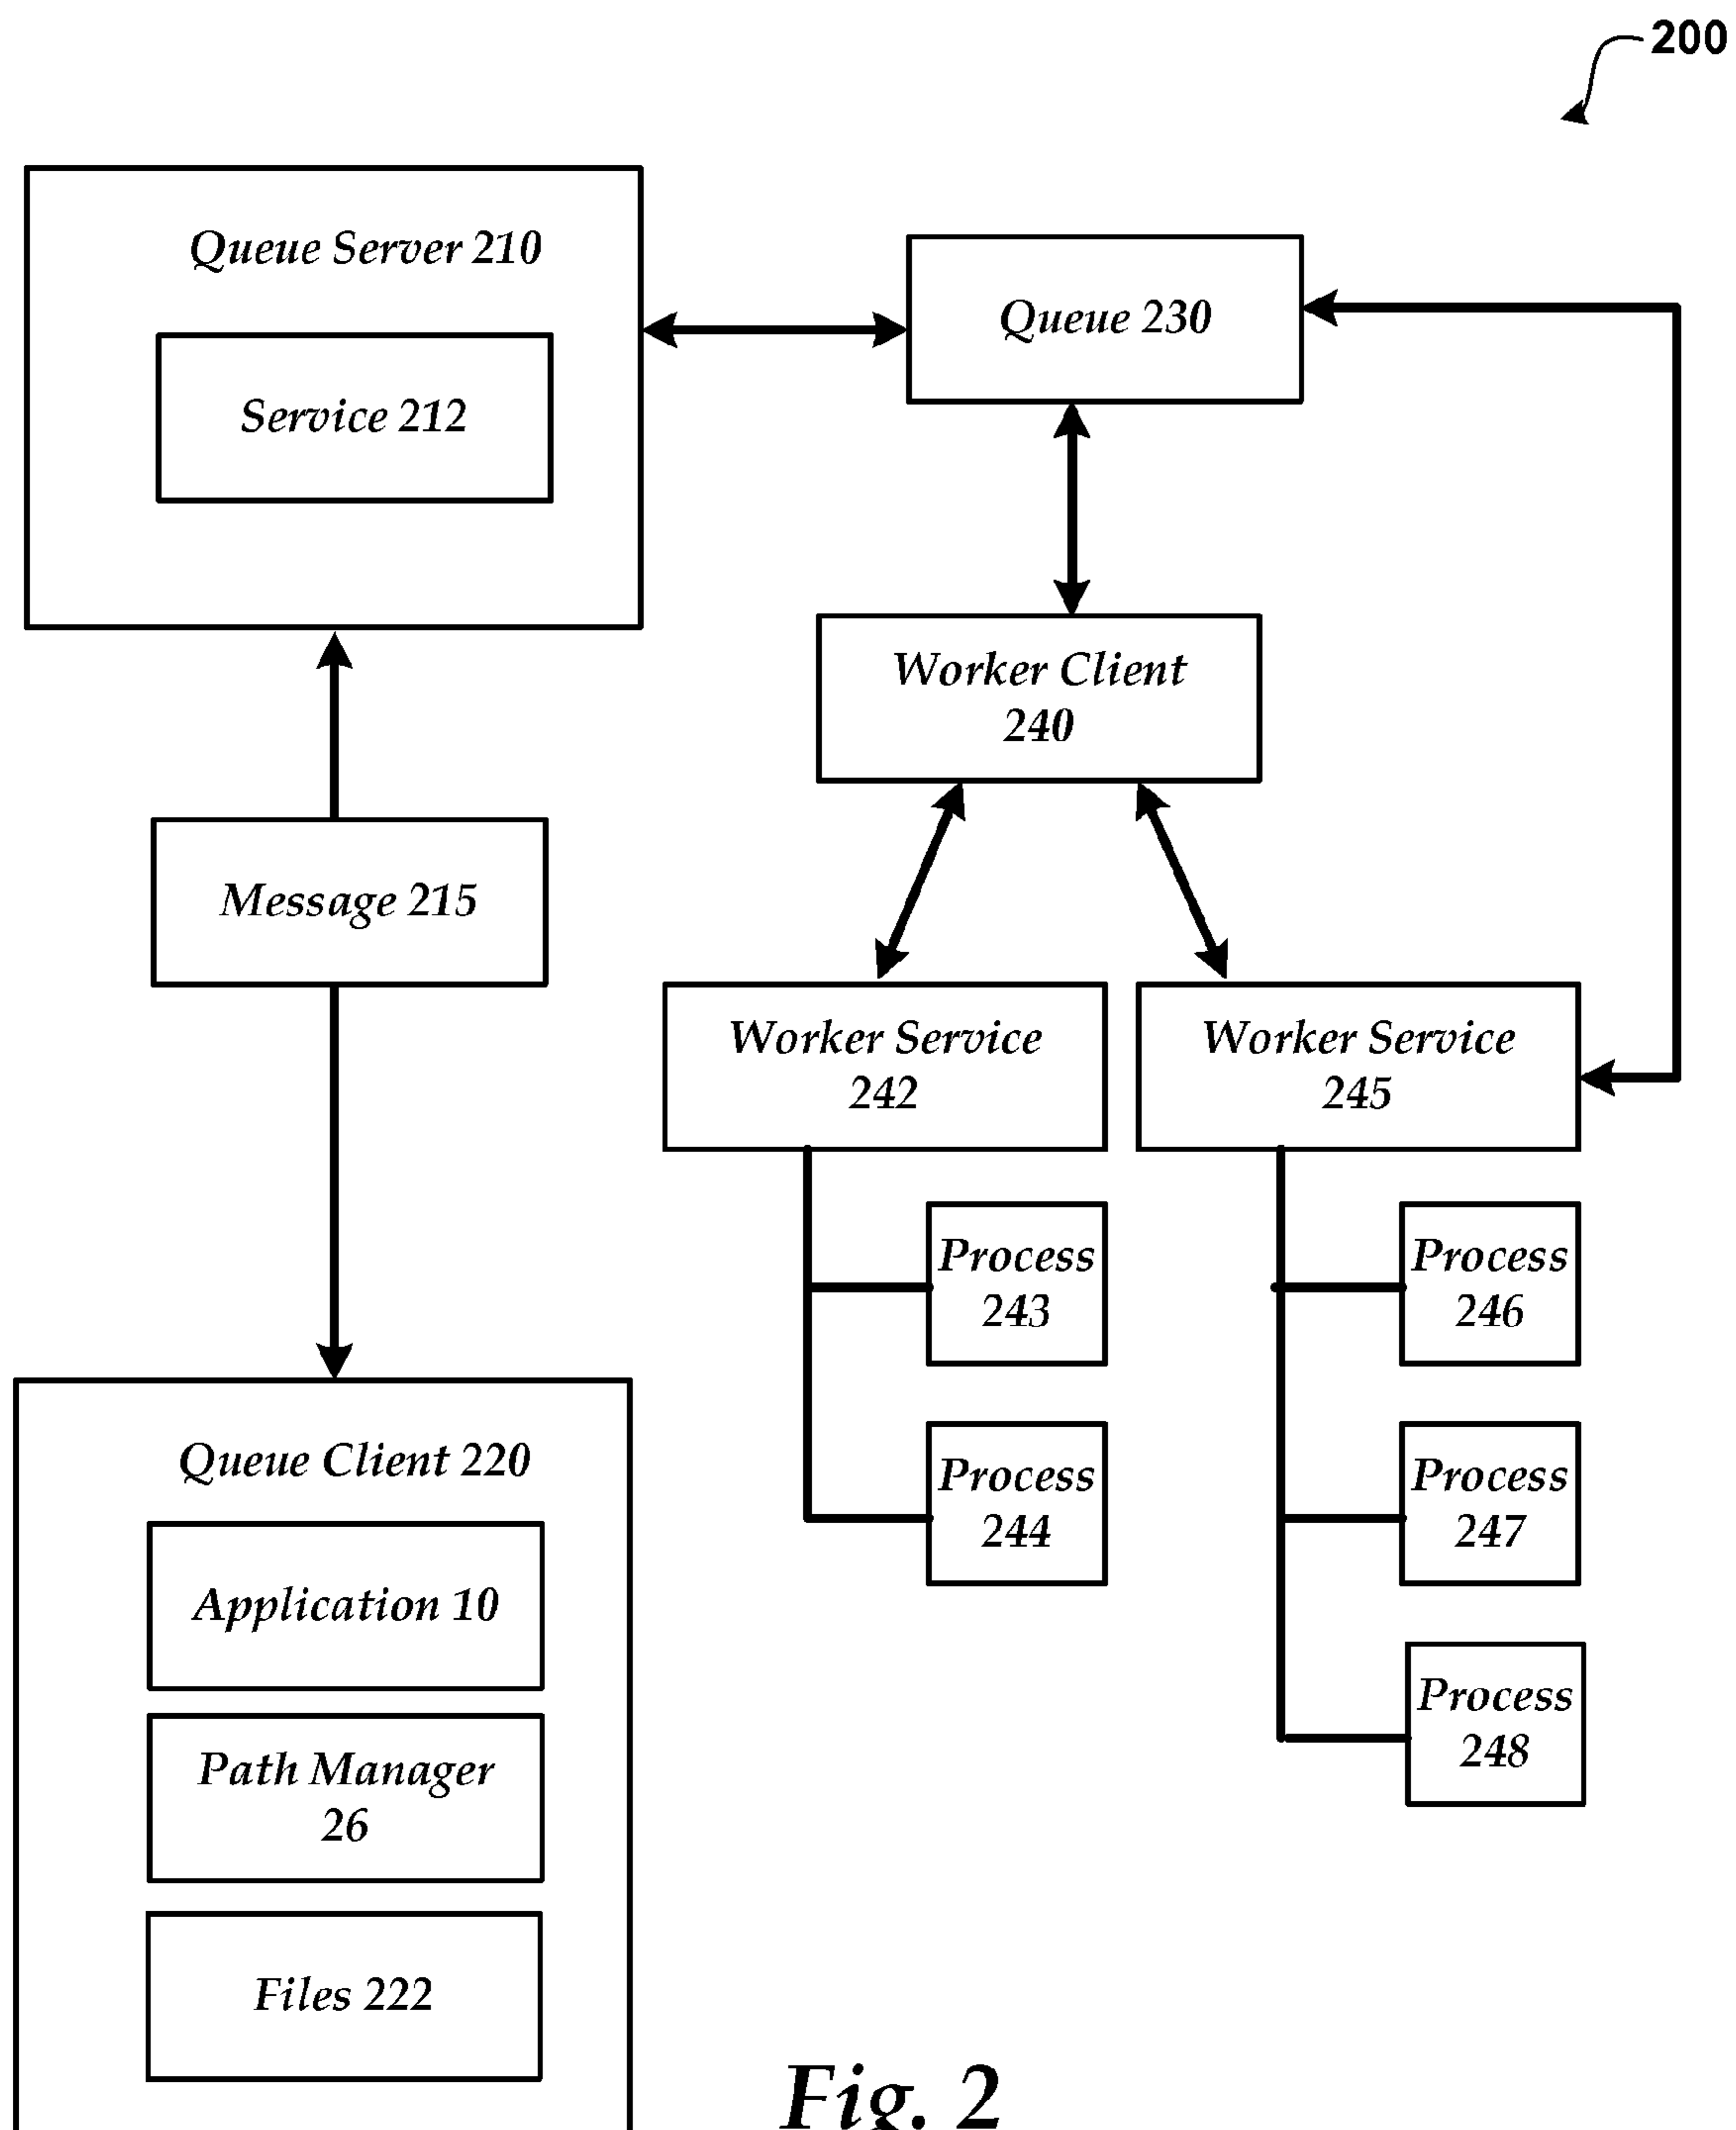 200
Queue Server 210
Service 212
Queue 230
Worker Client
240
Message 215
Worker Service
242
Worker Service
245
Process
243
Process
246
Process
244
Process
247
Process
248
Queue Client 220
Application 10
Path Manager
26
Files 222
Fig. 2